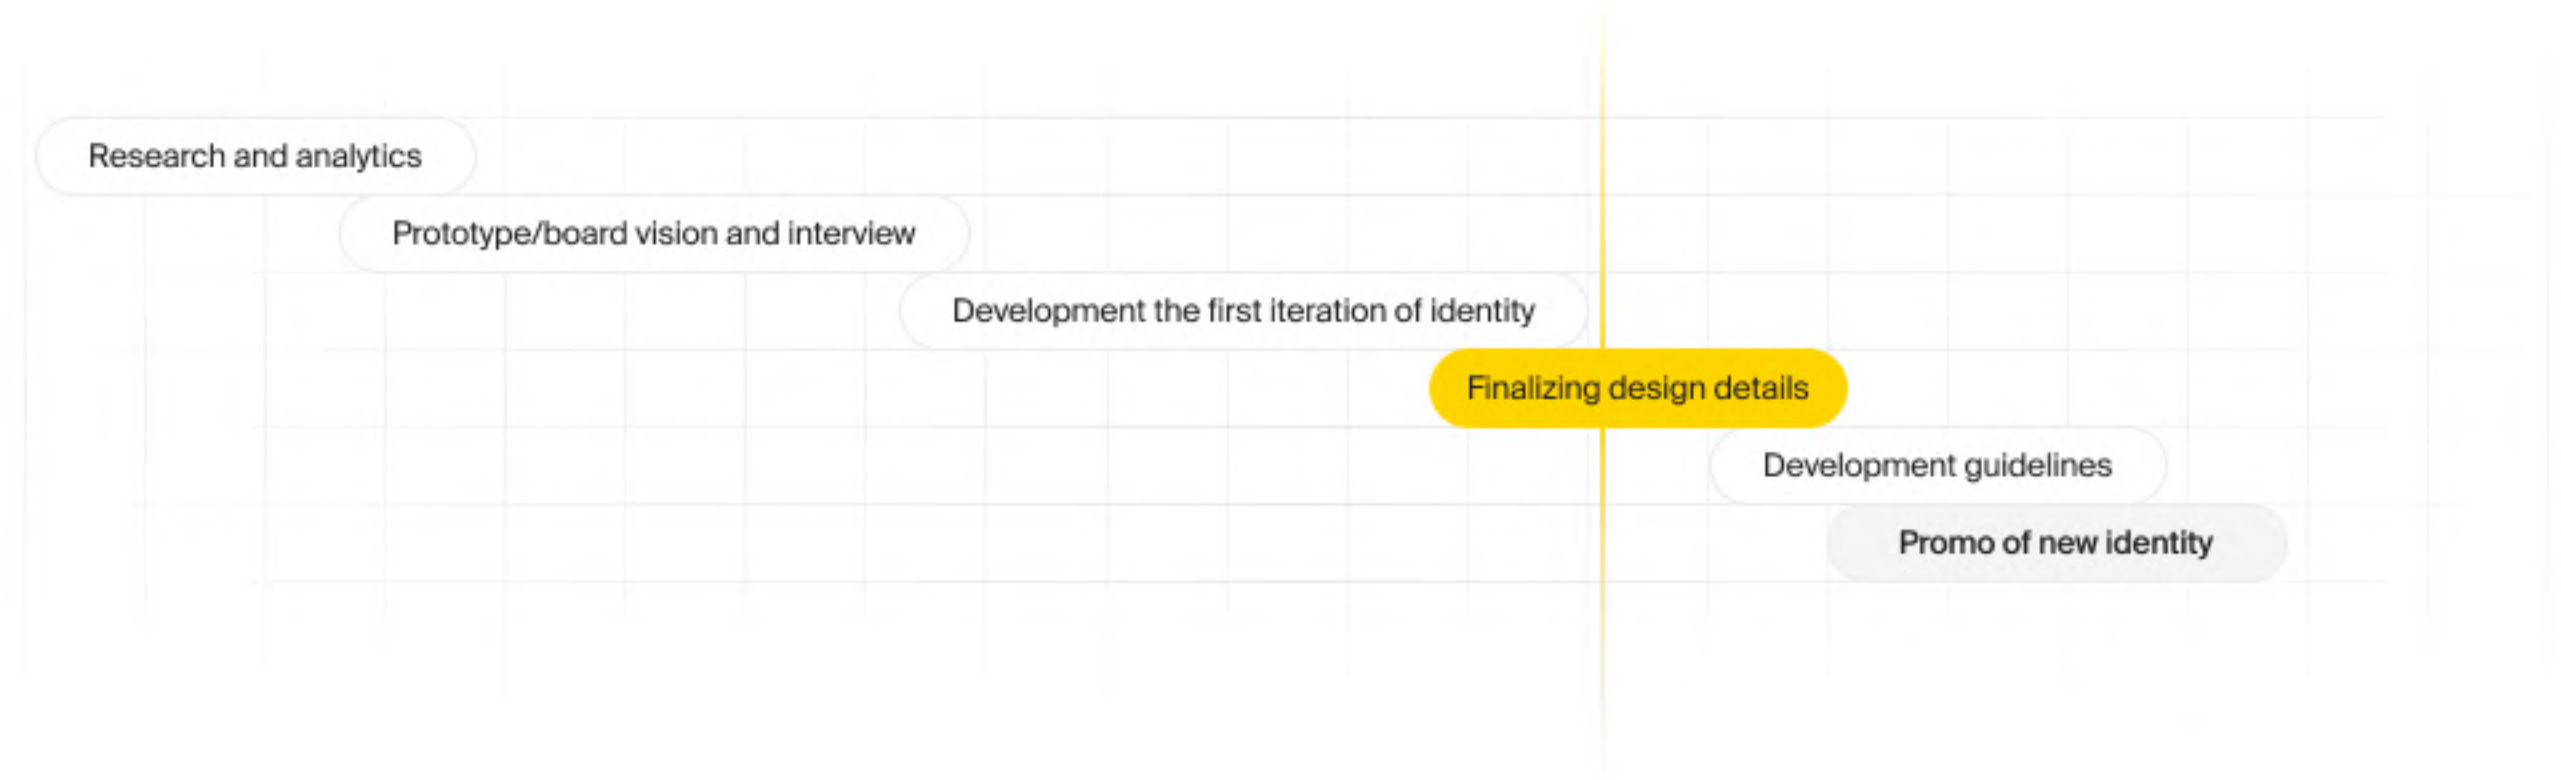 Research and analytics
Prototype/board vision and interview
Development the first iteration of identity
Finalizing design details
Development guidelines
Promo of new identity